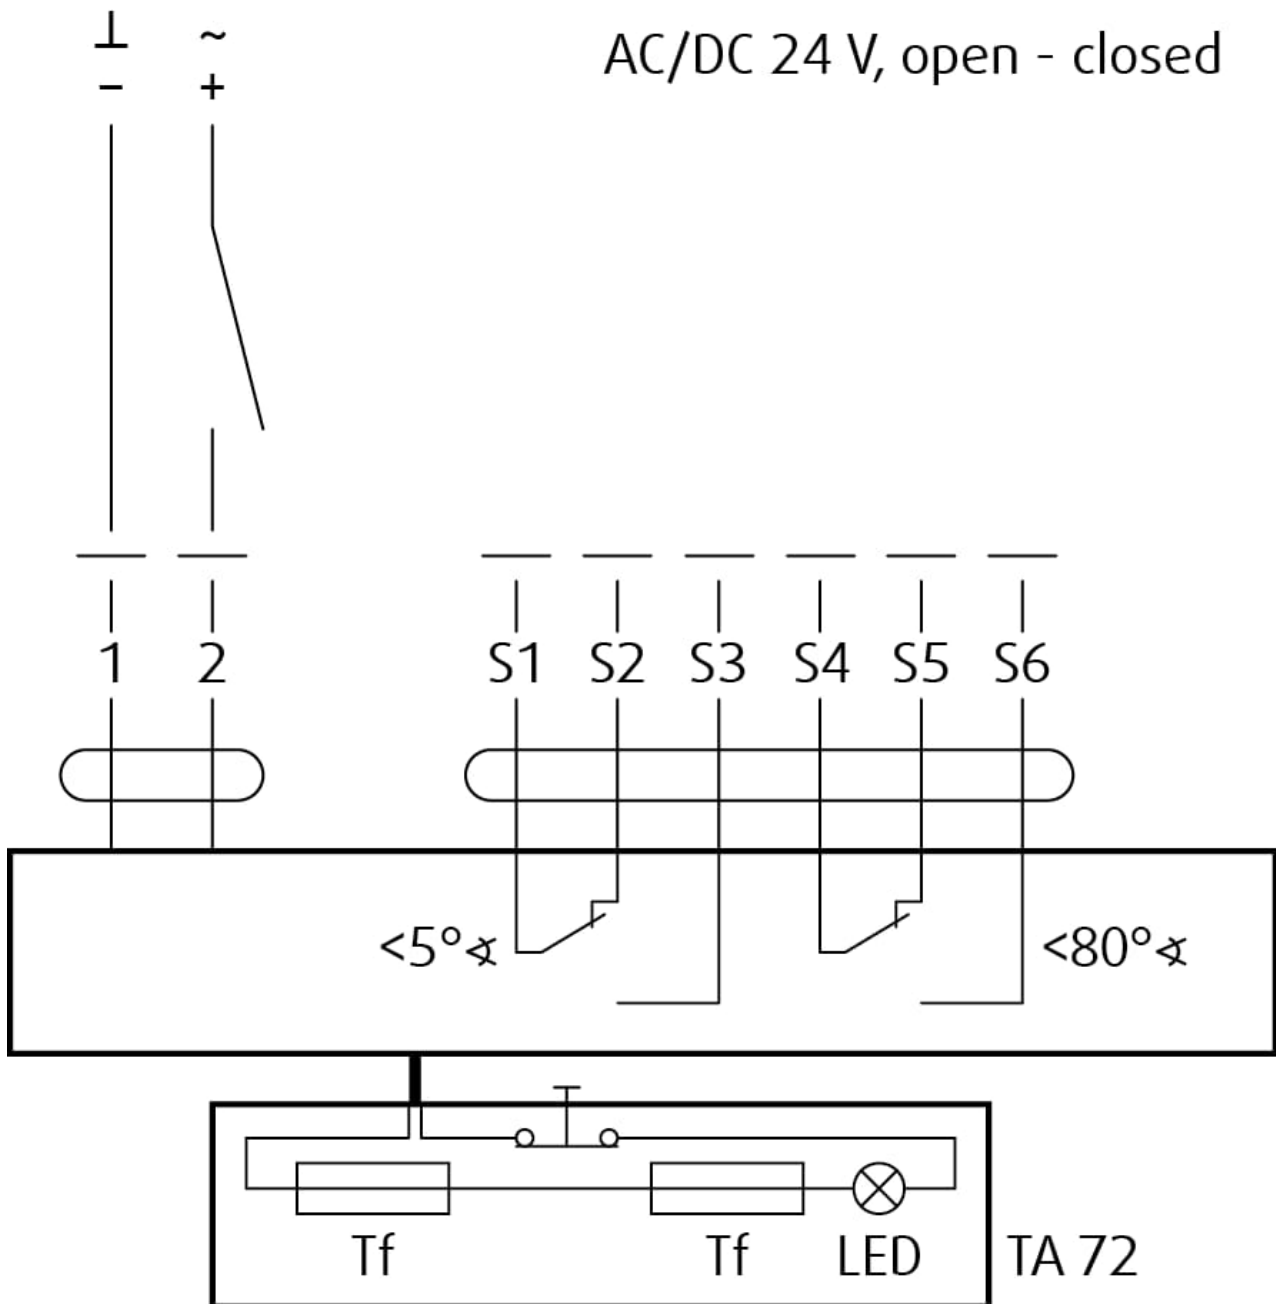 ⊥ ~ AC/DC 24 V, open - closed
− +
1 2 S1 S2 S3 S4 S5 S6
<5°∢ <80°∢
Tf Tf LED TA 72